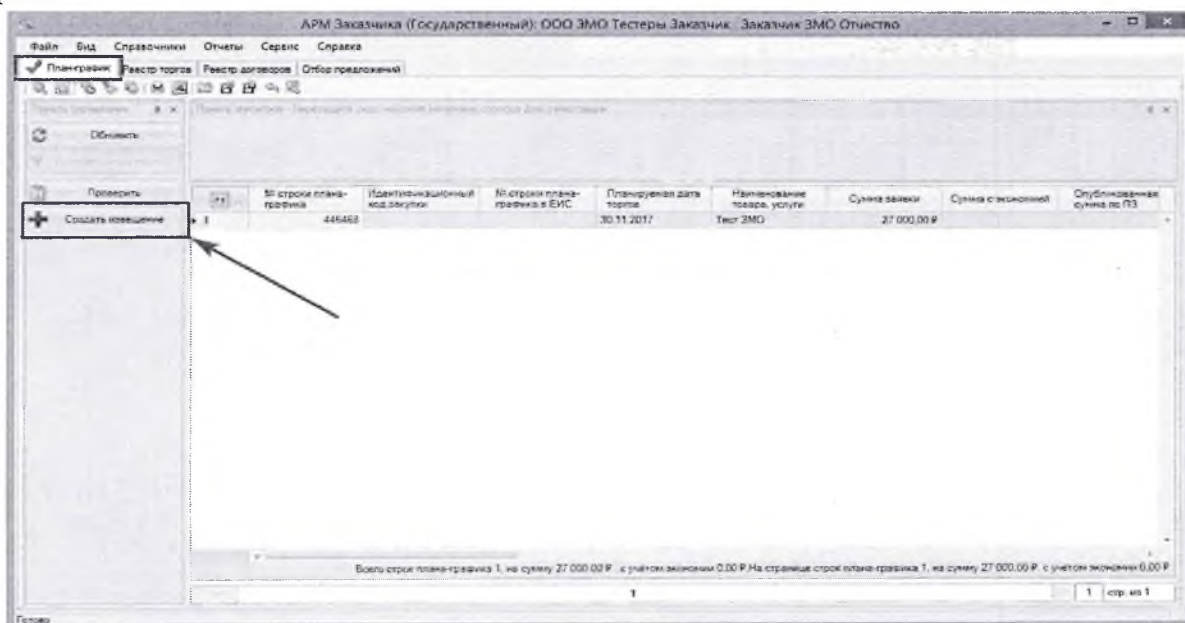 АРМ Заказчика (Государственный): ООО ЗМО Тестеры Заказчик Заказчик ЗМО Отчество
Файл Вид Справочники Отчеты Сервис Справка
План-график Реестр торгов Реестр договоров Отбор предложений
Обновить
Проверить
Создать извещение
№ строки плана-графика Идентификационный код закупки № строки плана-графика в ЕИС Планируемая дата торгов Наименование товара, услуги Сумма заявки Сумма с экономией Опубликованная сумма по ПЗ
1 446468 30.11.2017 Тест ЗМО 27 000,00 ₽
Всего строк плана-графика 1, на сумму 27 000.00 ₽ , с учетом экономии 0.00 ₽.На странице строк плана-графика 1, на сумму 27 000.00 ₽, с учетом экономии 0.00 ₽
1
1 стр. из 1
Готово